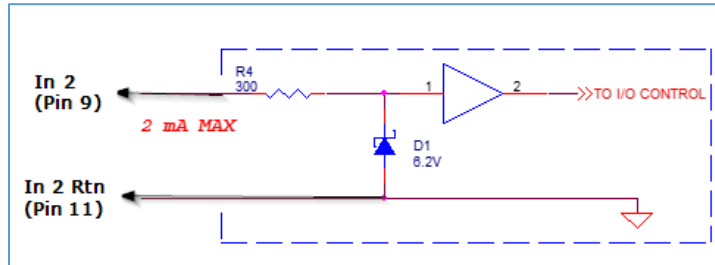 In 2
(Pin 9)
R4
300
2 mA MAX
1
2
TO I/O CONTROL
D1
6.2V
In 2 Rtn
(Pin 11)